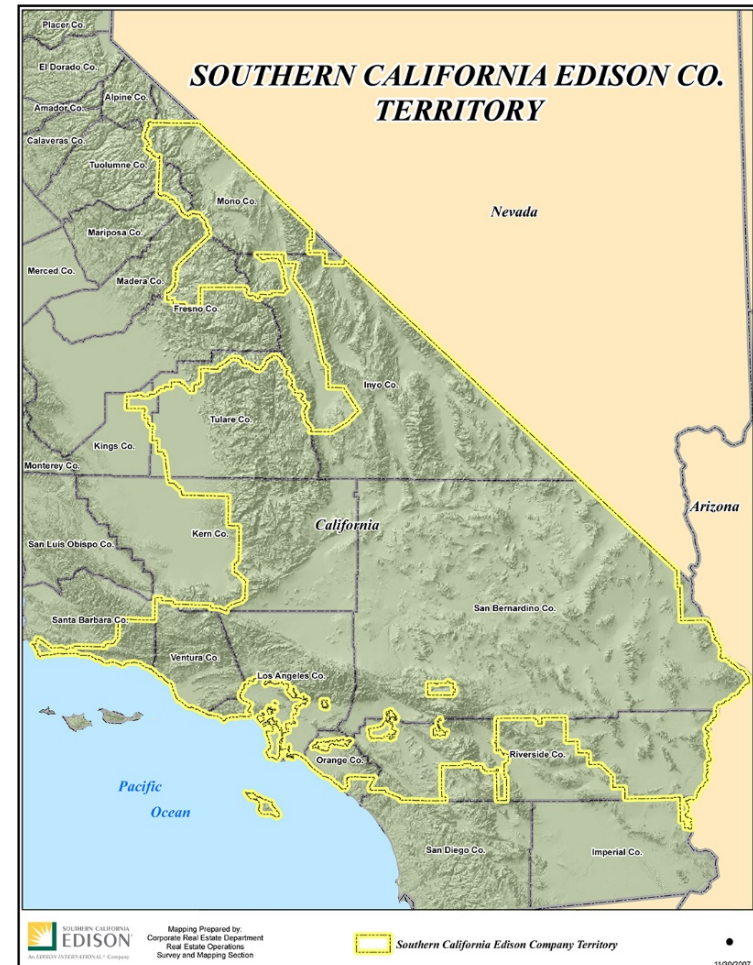 SOUTHERN CALIFORNIA EDISON CO.
TERRITORY
Placer Co.
El Dorado Co.
Alpine Co.
Amador Co.
Calaveras Co.
Tuolumne Co.
Mono Co.
Nevada
Mariposa Co.
Merced Co.
Madera Co.
Fresno Co.
Inyo Co.
Tulare Co.
Kings Co.
Monterey Co.
Arizona
California
Kern Co.
San Luis Obispo Co.
San Bernardino Co.
Santa Barbara Co.
Ventura Co.
Los Angeles Co.
Orange Co.
Riverside Co.
Pacific
Ocean
San Diego Co.
Imperial Co.
SOUTHERN CALIFORNIA
EDISON
An EDISON INTERNATIONAL® Company
Mapping Prepared by:
Corporate Real Estate Department
Real Estate Operations
Survey and Mapping Section
Southern California Edison Company Territory